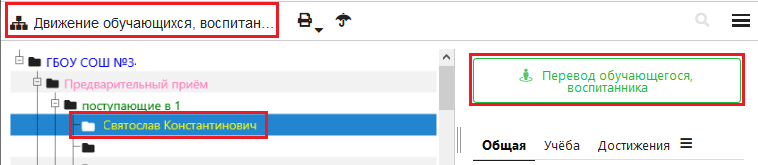 Движение обучающихся, воспитан...
ГБОУ СОШ №3
Предварительный приём
поступающие в 1
Святослав Константинович
Перевод обучающегося,
воспитанника
Общая Учёба Достижения